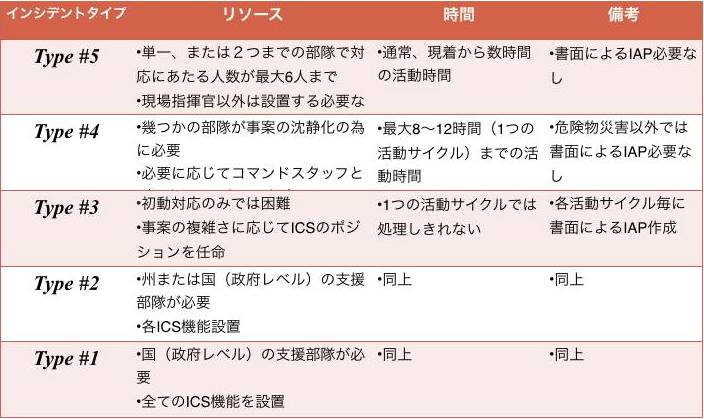 インシデントタイプ リソース 時間 備考
Type #5
•単一、または２つまでの部隊で対
応にあたる人数が最大6人まで
•現場指揮官以外は設置する必要な
•通常、現着から数時間
の活動時間
•書面によるIAP必要な
し
Type #4
•幾つかの部隊が事案の沈静化の為
に必要
•必要に応じてコマンドスタッフと
•最大8〜12時間（1つの
活動サイクル）までの活
動時間
•危険物災害以外では
書面によるIAP必要な
し
Type #3
•初動対応のみでは困難
•事案の複雑さに応じてICSのポジ
ションを任命
•1つの活動サイクルでは
処理しきれない
•各活動サイクル毎に
書面によるIAP作成
Type #2
•州または国（政府レベル）の支援
部隊が必要
•各ICS機能設置
•同上
•同上
Type #1
•国（政府レベル）の支援部隊が必
要
•全てのICS機能を設置
•同上
•同上